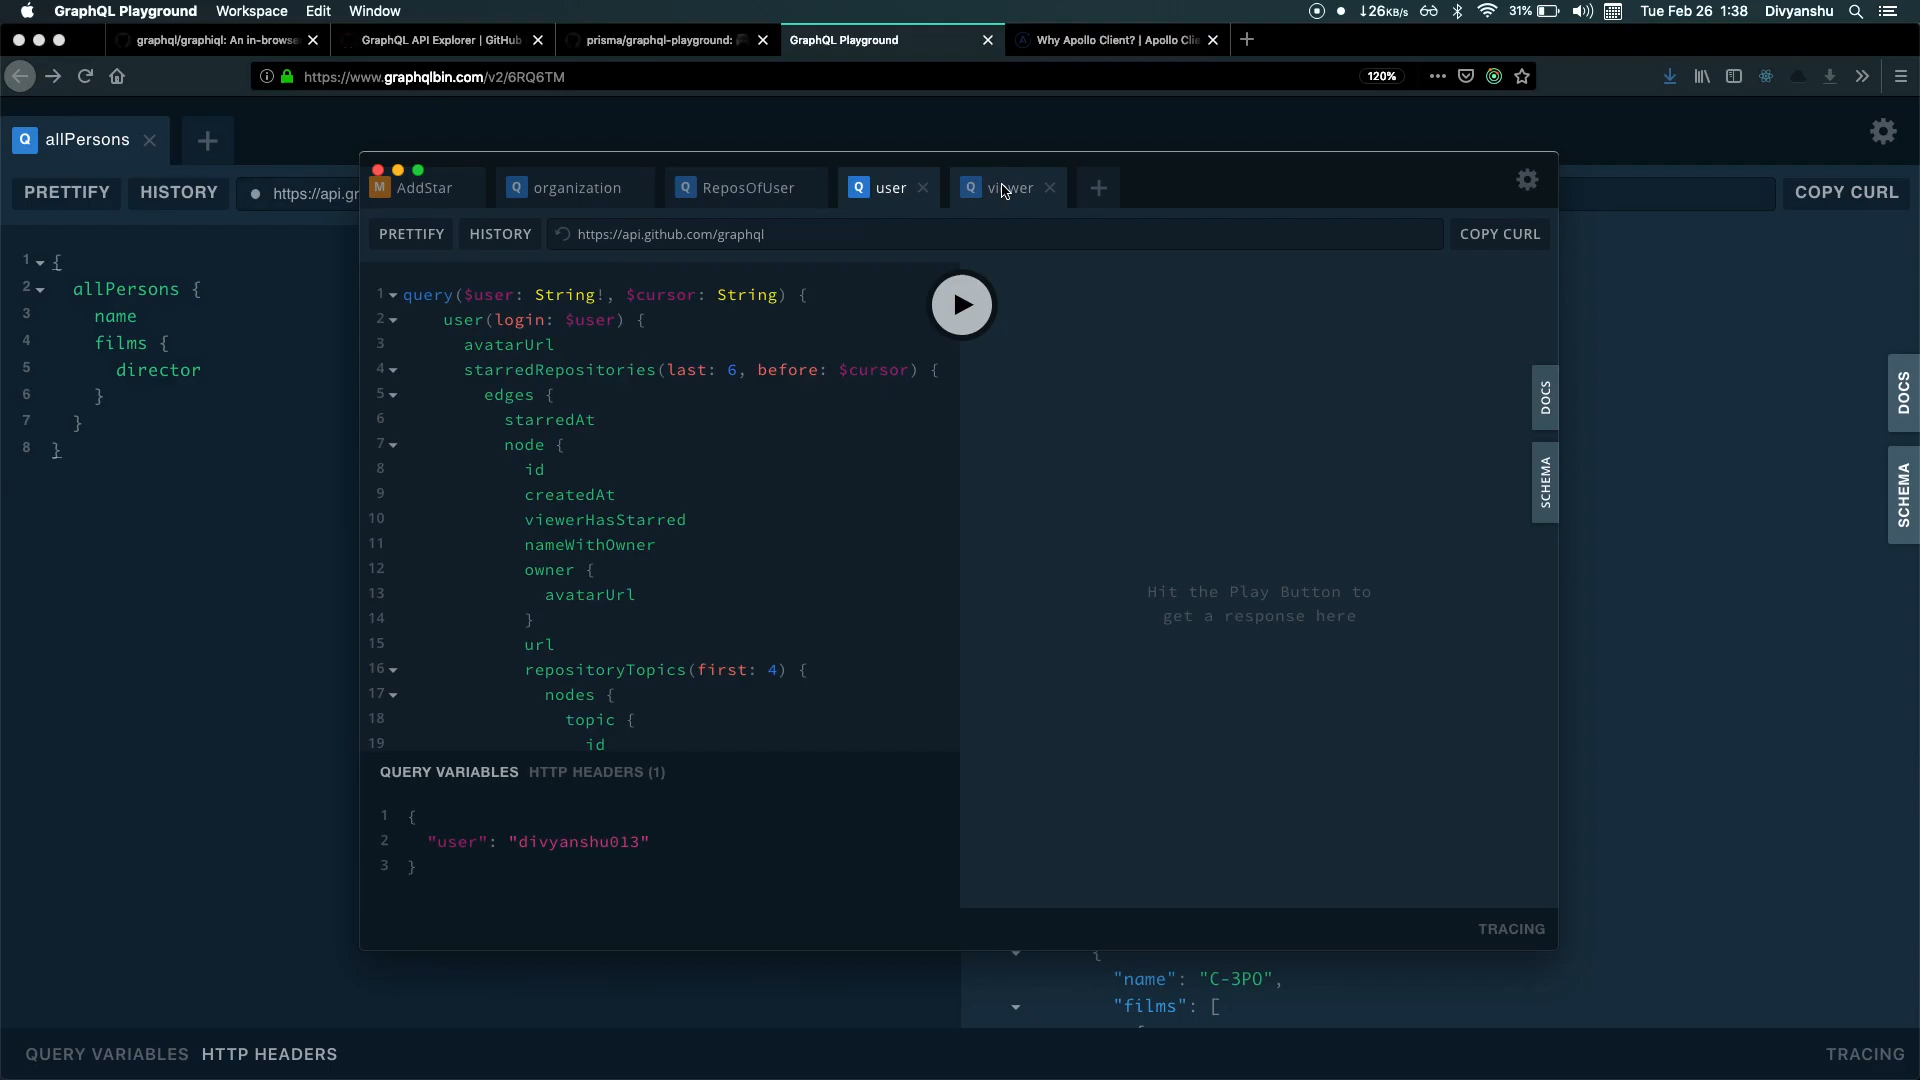 GraphQL Playground Workspace Edit Window
↓26KB/s 31% Tue Feb 26 1:38 Divyanshu
graphql/graphiql: An in-browse
GraphQL API Explorer | GitHub
prisma/graphql-playground:
GraphQL Playground
Why Apollo Client? | Apollo Clie
https://www.graphqlbin.com/v2/6RQ6TM
120%
Q allPersons
PRETTIFY HISTORY https://api.gr
COPY CURL
1 {
2 allPersons {
3 name
4 films {
5 director
6 }
7 }
8 }
M AddStar
Q organization
Q ReposOfUser
Q user
Q viewer
PRETTIFY HISTORY https://api.github.com/graphql COPY CURL
1 query($user: String!, $cursor: String) {
2 user(login: $user) {
3 avatarUrl
4 starredRepositories(last: 6, before: $cursor) {
5 edges {
6 starredAt
7 node {
8 id
9 createdAt
10 viewerHasStarred
11 nameWithOwner
12 owner {
13 avatarUrl
14 }
15 url
16 repositoryTopics(first: 4) {
17 nodes {
18 topic {
19 id
Hit the Play Button to
get a response here
DOCS
SCHEMA
DOCS
SCHEMA
QUERY VARIABLES HTTP HEADERS (1)
1 {
2 "user": "divyanshu013"
3 }
TRACING
{
"name": "C-3PO",
"films": [
QUERY VARIABLES HTTP HEADERS
TRACING